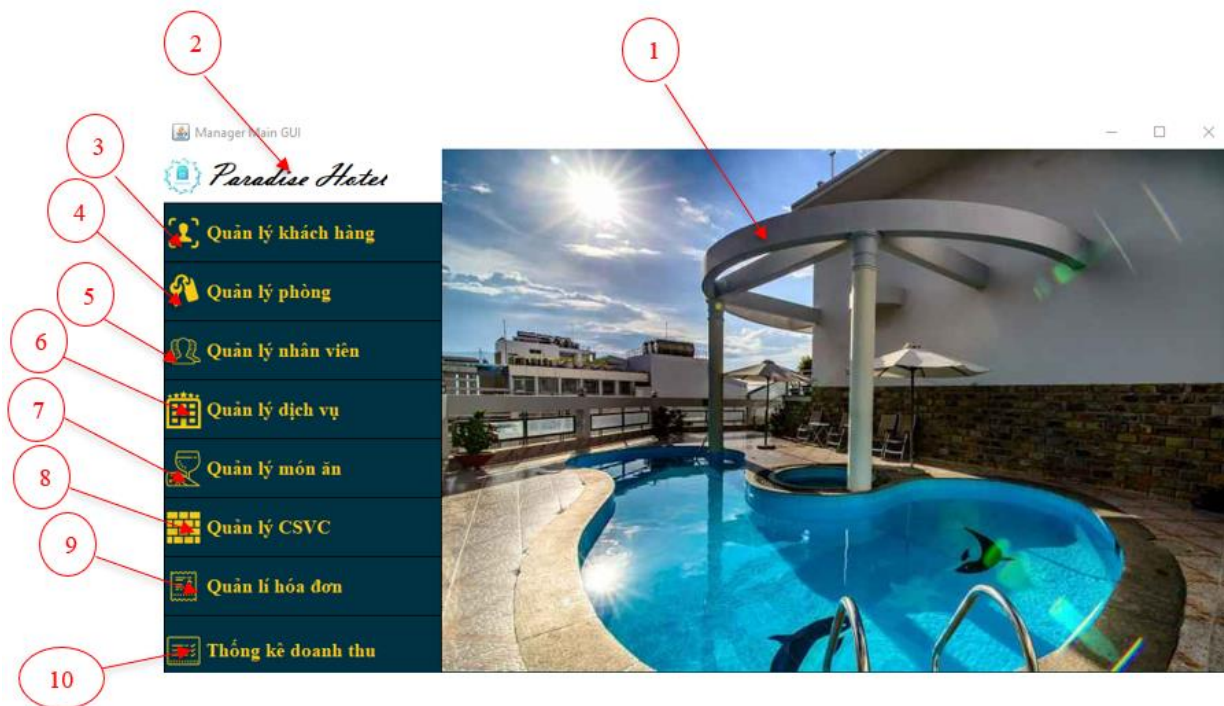 2
1
Manager Main GUI
3
Paradise Hotel
4
Quản lý khách hàng
5
Quản lý phòng
6
Quản lý nhân viên
7
Quản lý dịch vụ
8
Quản lý món ăn
9
Quản lý CSVC
Quản lí hóa đơn
10
Thống kê doanh thu